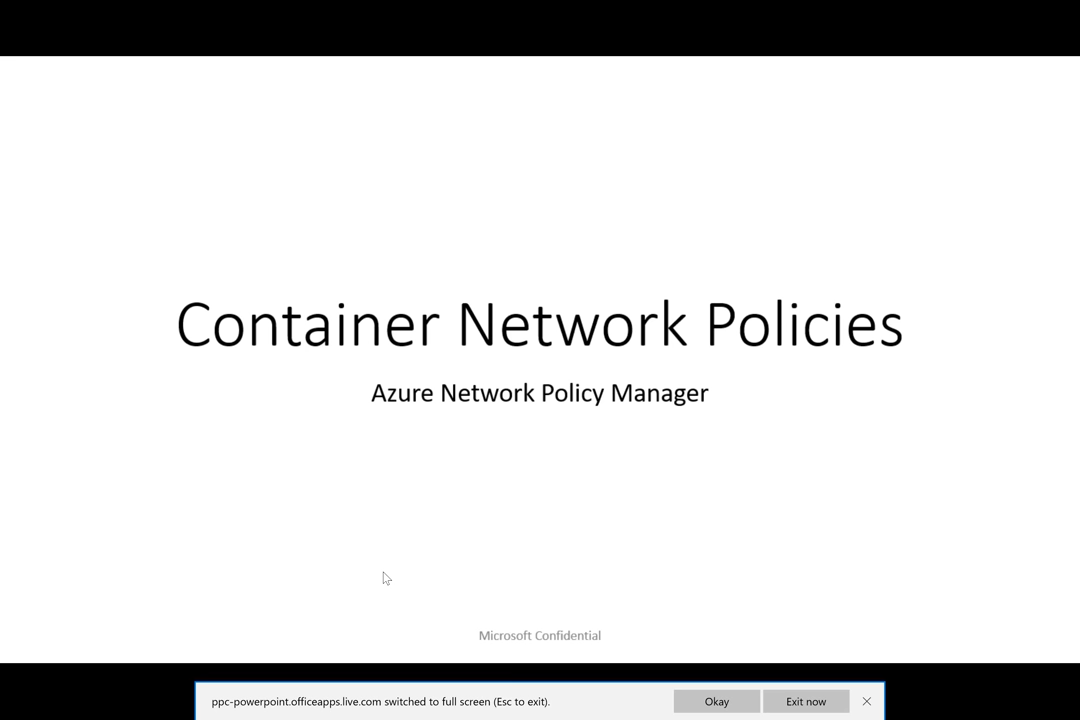 Container Network Policies
Azure Network Policy Manager
Microsoft Confidential
ppc-powerpoint.officeapps.live.com switched to full screen (Esc to exit). Okay Exit now